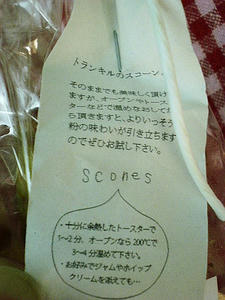 トランキルのスコーン。
そのままでも美味しく頂け
ますが、オーブンやトース
ターなどで温めなおしてか
ら頂きますと、よりいっそう
粉の味わいが引き立ちます
のでぜひお試し下さい。
scones
・十分に余熱したトースターで
1~2分、オーブンなら200℃で
3~4分温めて下さい。
・お好みでジャムやホイップ
クリームを添えても…